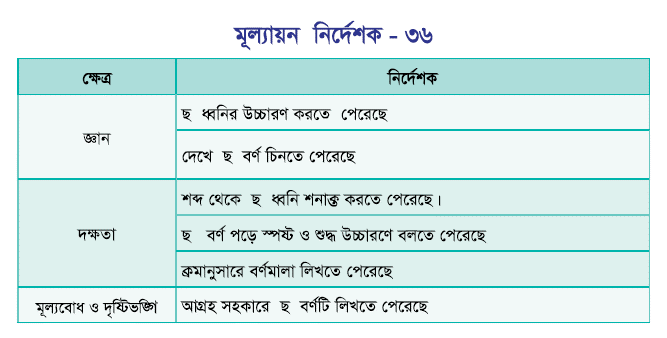 মূল্যায়ন নির্দেশক - ৩৬
ক্ষেত্র নির্দেশক
জ্ঞান
ছ ধ্বনির উচ্চারণ করতে পেরেছে
দেখে ছ বর্ণ চিনতে পেরেছে
দক্ষতা
শব্দ থেকে ছ ধ্বনি শনাক্ত করতে পেরেছে।
ছ বর্ণ পড়ে স্পষ্ট ও শুদ্ধ উচ্চারণে বলতে পেরেছে
ক্রমানুসারে বর্ণমালা লিখতে পেরেছে
মূল্যবোধ ও দৃষ্টিভঙ্গি আগ্রহ সহকারে ছ বর্ণটি লিখতে পেরেছে